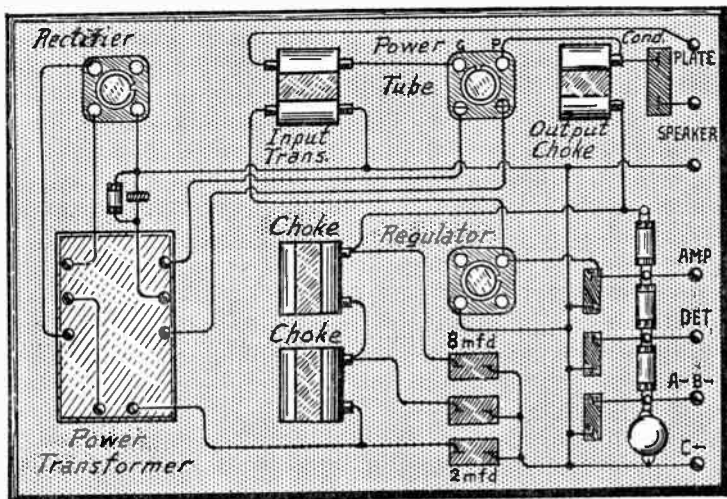 Rectifier
Input
Trans.
Power
Tube
G P
Output
Choke
Cond.
PLATE
SPEAKER
Choke
Regulator
Choke
8 mfd
2 mfd
AMP
DET
A- B-
C-
Power
Transformer